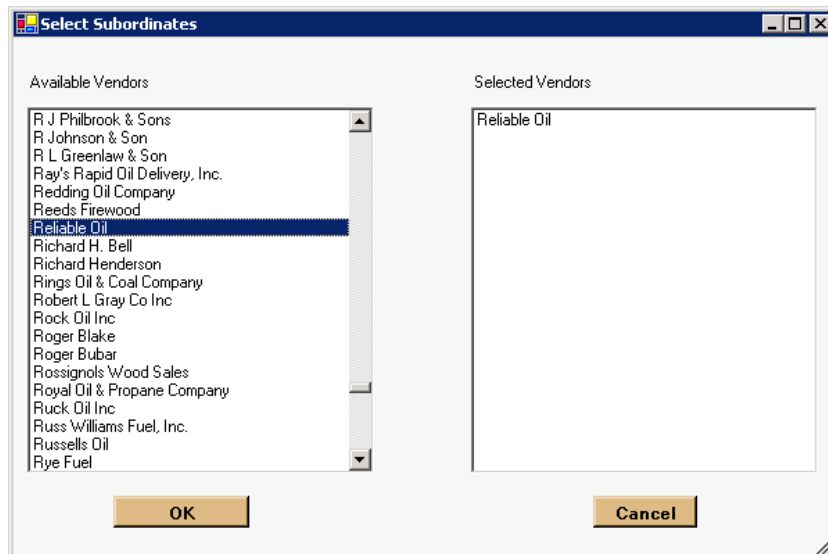 Select Subordinates
Available Vendors
R J Philbrook & Sons
R Johnson & Son
R L Greenlaw & Son
Ray's Rapid Oil Delivery, Inc.
Redding Oil Company
Reeds Firewood
Reliable Oil
Richard H. Bell
Richard Henderson
Rings Oil & Coal Company
Robert L Gray Co Inc
Rock Oil Inc
Roger Blake
Roger Bubar
Rossignols Wood Sales
Royal Oil & Propane Company
Ruck Oil Inc
Russ Williams Fuel, Inc.
Russells Oil
Rye Fuel
Selected Vendors
Reliable Oil
OK
Cancel